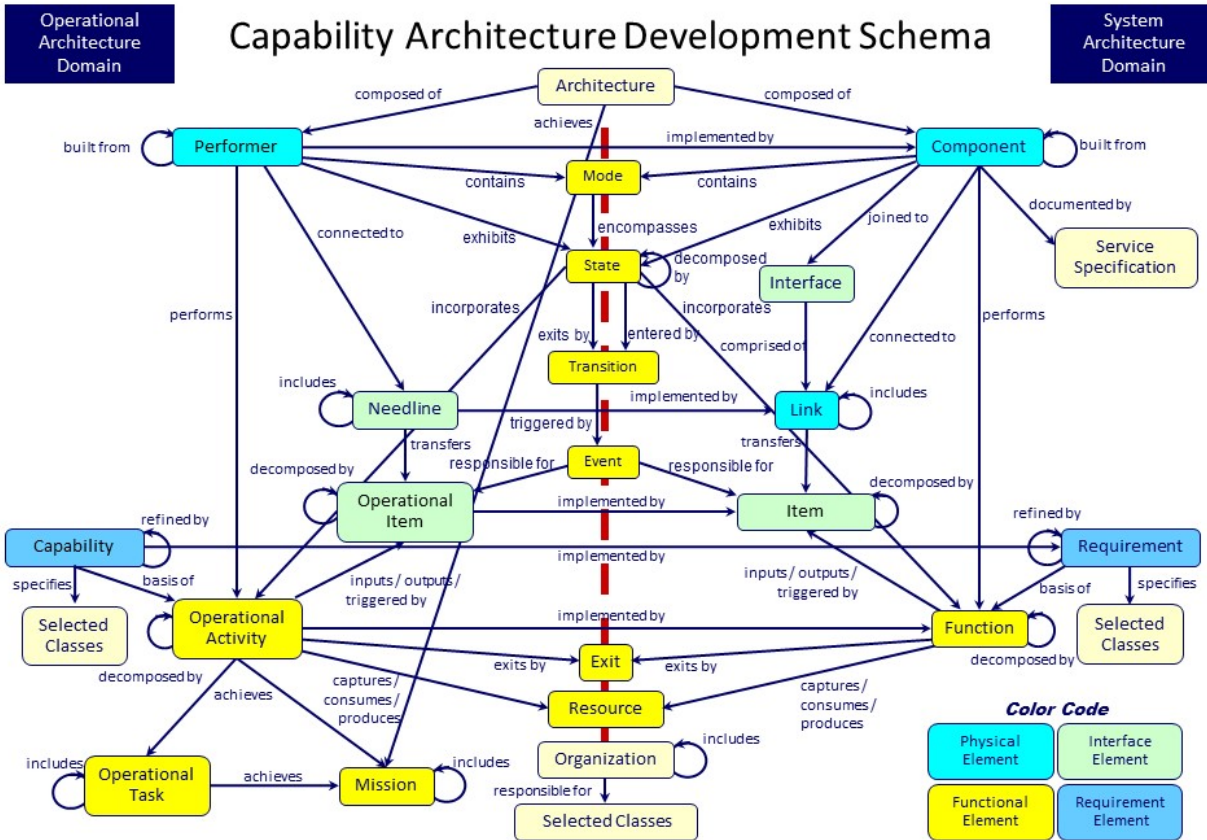 Operational
Architecture
Domain
Capability Architecture Development Schema
System
Architecture
Domain
Architecture
composed of
composed of
achieves
built from
Performer
implemented by
Component
built from
contains
Mode
contains
connected to
exhibits
encompasses
exhibits
joined to
documented by
State
decomposed
by
Interface
Service
Specification
performs
incorporates
incorporates
performs
exits by
entered by
comprised of
connected to
Transition
includes
Needline
implemented by
Link
includes
transfers
triggered by
transfers
decomposed by
responsible for
Event
responsible for
decomposed by
Operational
Item
implemented by
Item
refined by
refined by
Capability
implemented by
Requirement
specifies
basis of
inputs/ outputs/
triggered by
inputs/ outputs/
triggered by
basis of
specifies
Selected
Classes
Operational
Activity
implemented by
Function
Selected
Classes
exits by
Exit
exits by
decomposed by
decomposed by
achieves
captures/
consumes/
produces
Resource
captures/
consumes/
produces
Color Code
includes
Operational
Task
achieves
Mission
includes
Organization
includes
responsible for
Selected Classes
Physical
Element
Interface
Element
Functional
Element
Requirement
Element